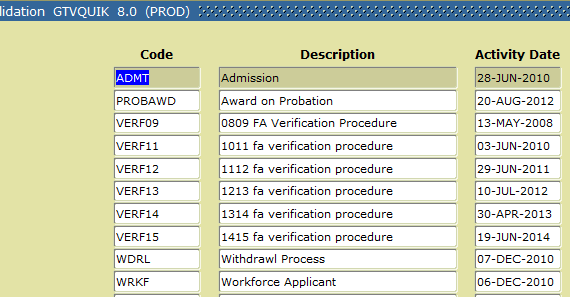 lidation GTVQUIK 8.0 (PROD)
Code Description Activity Date
ADMT Admission 28-JUN-2010
PROBAWD Award on Probation 20-AUG-2012
VERF09 0809 FA Verification Procedure 13-MAY-2008
VERF11 1011 fa verification procedure 03-JUN-2010
VERF12 1112 fa verification procedure 29-JUN-2011
VERF13 1213 fa verification procedure 10-JUL-2012
VERF14 1314 fa verification procedure 30-APR-2013
VERF15 1415 fa verification procedure 19-JUN-2014
WDRL Withdrawl Process 07-DEC-2010
WRKF Workforce Applicant 06-DEC-2010